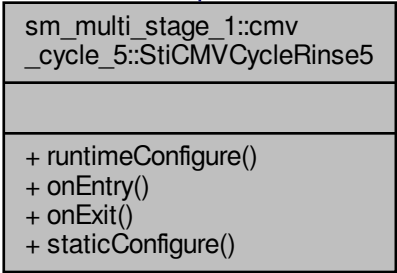 sm_multi_stage_1::cmv
_cycle_5::StiCMVCycleRinse5
+ runtimeConfigure()
+ onEntry()
+ onExit()
+ staticConfigure()